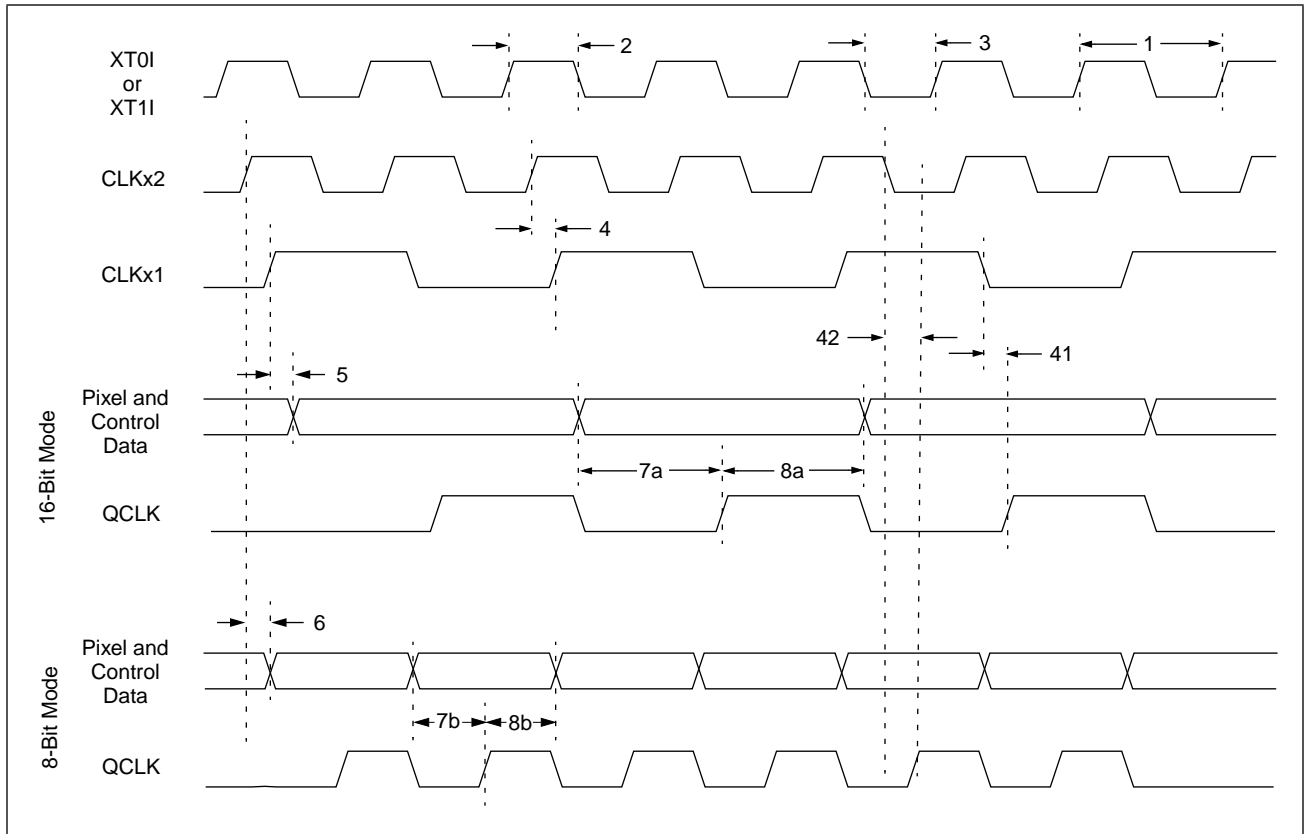 XT0I
or
XT1I
2
3
1
CLKx2
4
CLKx1
42
41
5
16-Bit Mode
Pixel and
Control
Data
7a
8a
QCLK
6
8-Bit Mode
Pixel and
Control
Data
7b
8b
QCLK